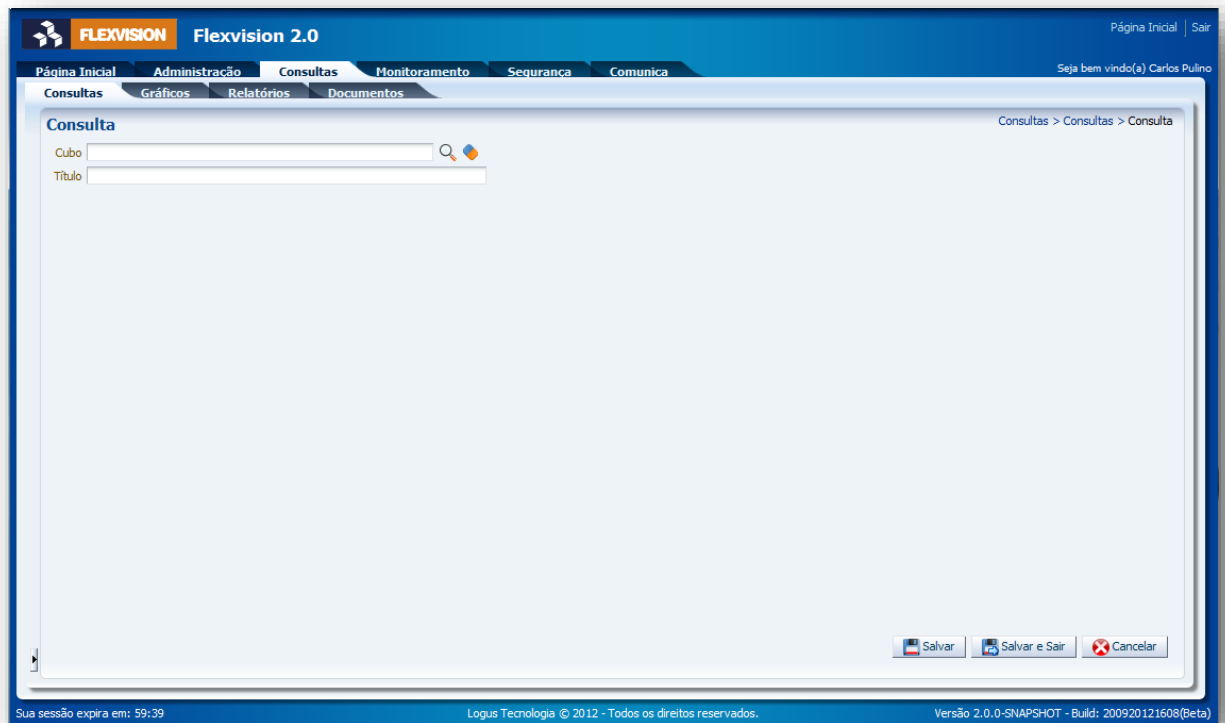 FLEXVISION Flexvision 2.0 Página Inicial Sair
Página Inicial Administração Consultas Monitoramento Segurança Comunica Seja bem vindo(a) Carlos Pulino
Consultas Gráficos Relatórios Documentos
Consulta Consultas > Consultas > Consulta
Cubo
Título
Salvar Salvar e Sair Cancelar
Sua sessão expira em: 59:39 Logus Tecnologia © 2012 - Todos os direitos reservados. Versão 2.0.0-SNAPSHOT - Build: 200920121608(Beta)